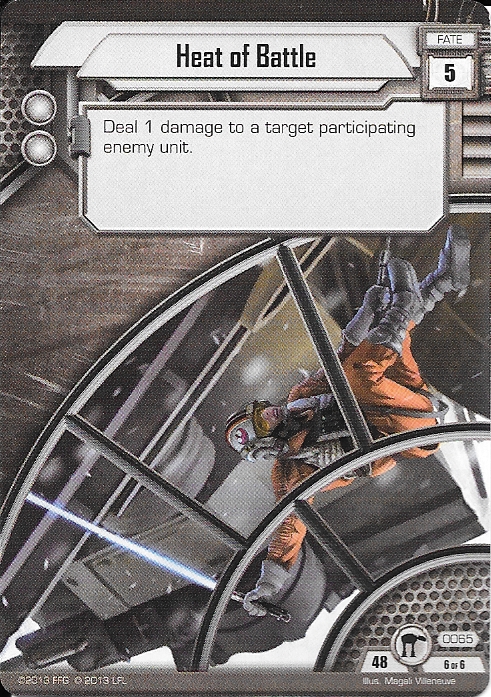 Heat of Battle
FATE
5
Deal 1 damage to a target participating
enemy unit.
48
0065
6 OF 6
©2013 FFG © 2013 LFL
Illus. Magali Villeneuve